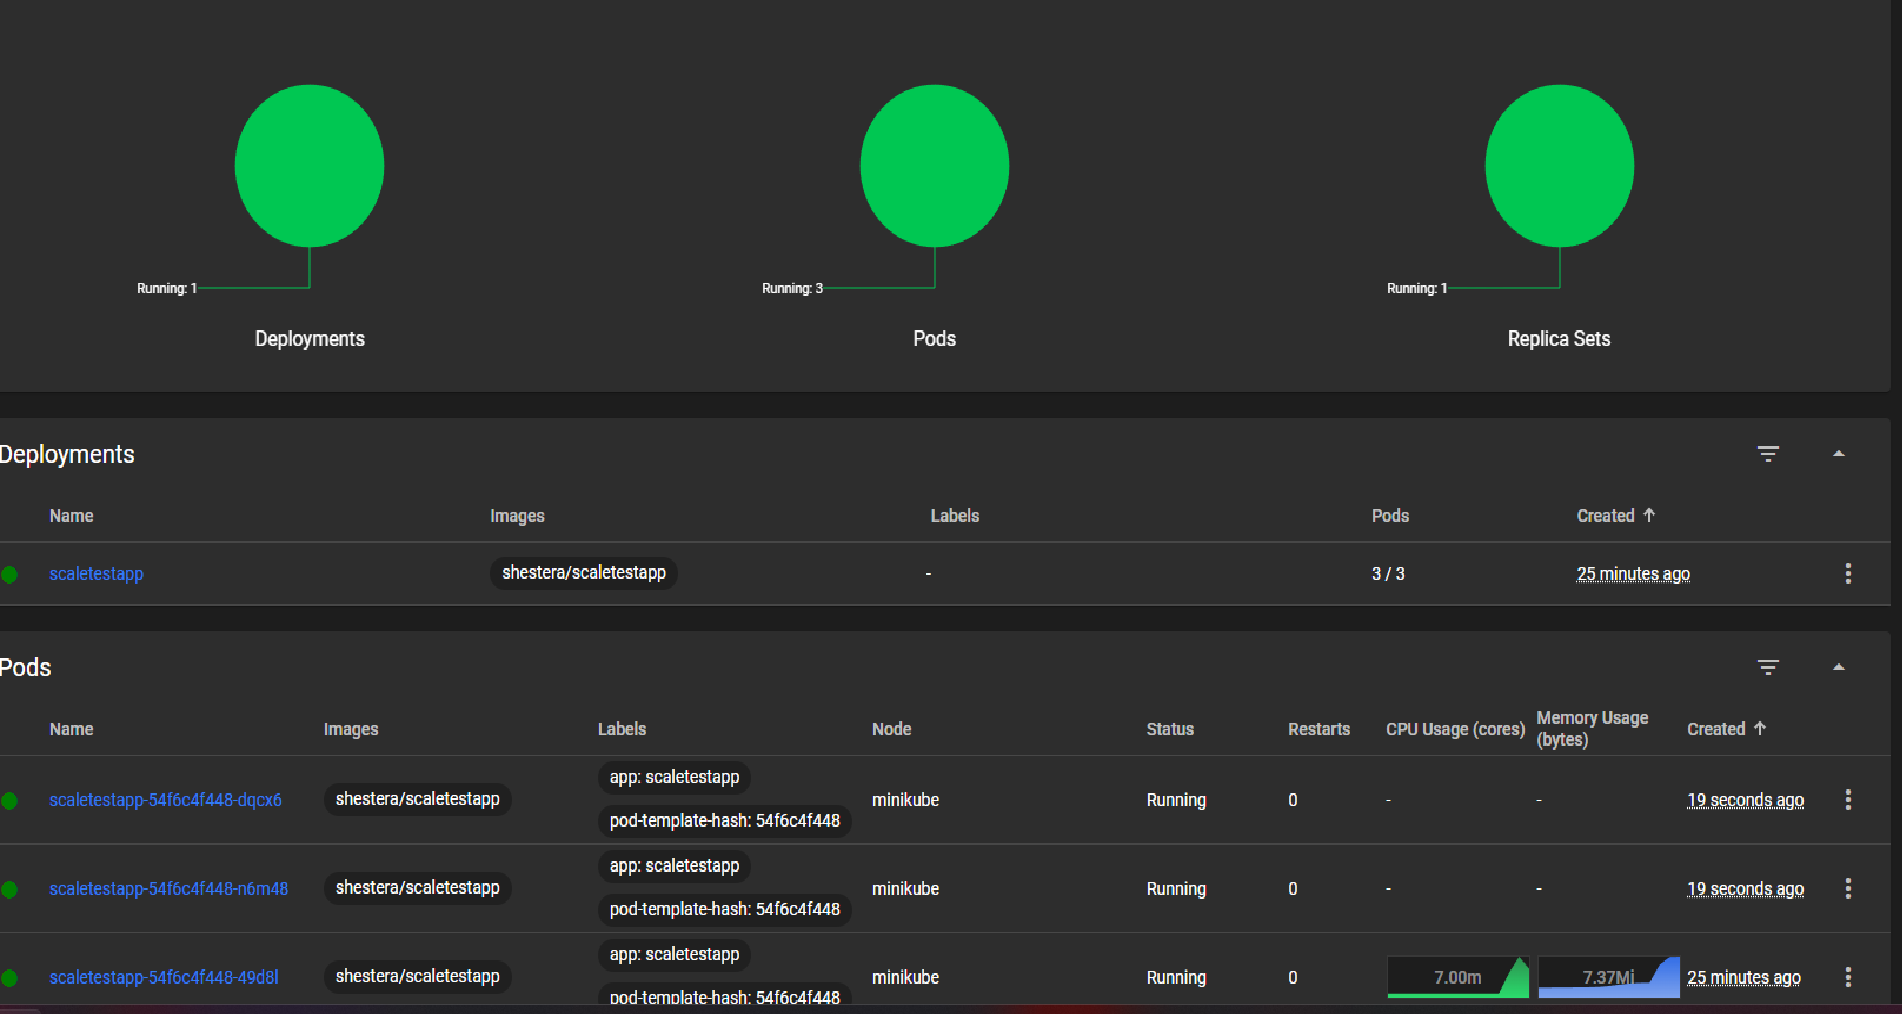 Running: 1
Running: 3
Running: 1
Deployments
Pods
Replica Sets
Deployments
Name Images Labels Pods Created
scaletestapp shestera/scaletestapp - 3 / 3 25 minutes ago
Pods
Name Images Labels Node Status Restarts CPU Usage (cores) Memory Usage (bytes) Created
app: scaletestapp
scaletestapp-54f6c4f448-dqcx6 shestera/scaletestapp minikube Running 0 - - 19 seconds ago
pod-template-hash: 54f6c4f448
app: scaletestapp
scaletestapp-54f6c4f448-n6m48 shestera/scaletestapp minikube Running 0 - - 19 seconds ago
pod-template-hash: 54f6c4f448
app: scaletestapp
scaletestapp-54f6c4f448-49d8l shestera/scaletestapp minikube Running 0 7.00m 7.37Mi 25 minutes ago
pod-template-hash: 54f6c4f448